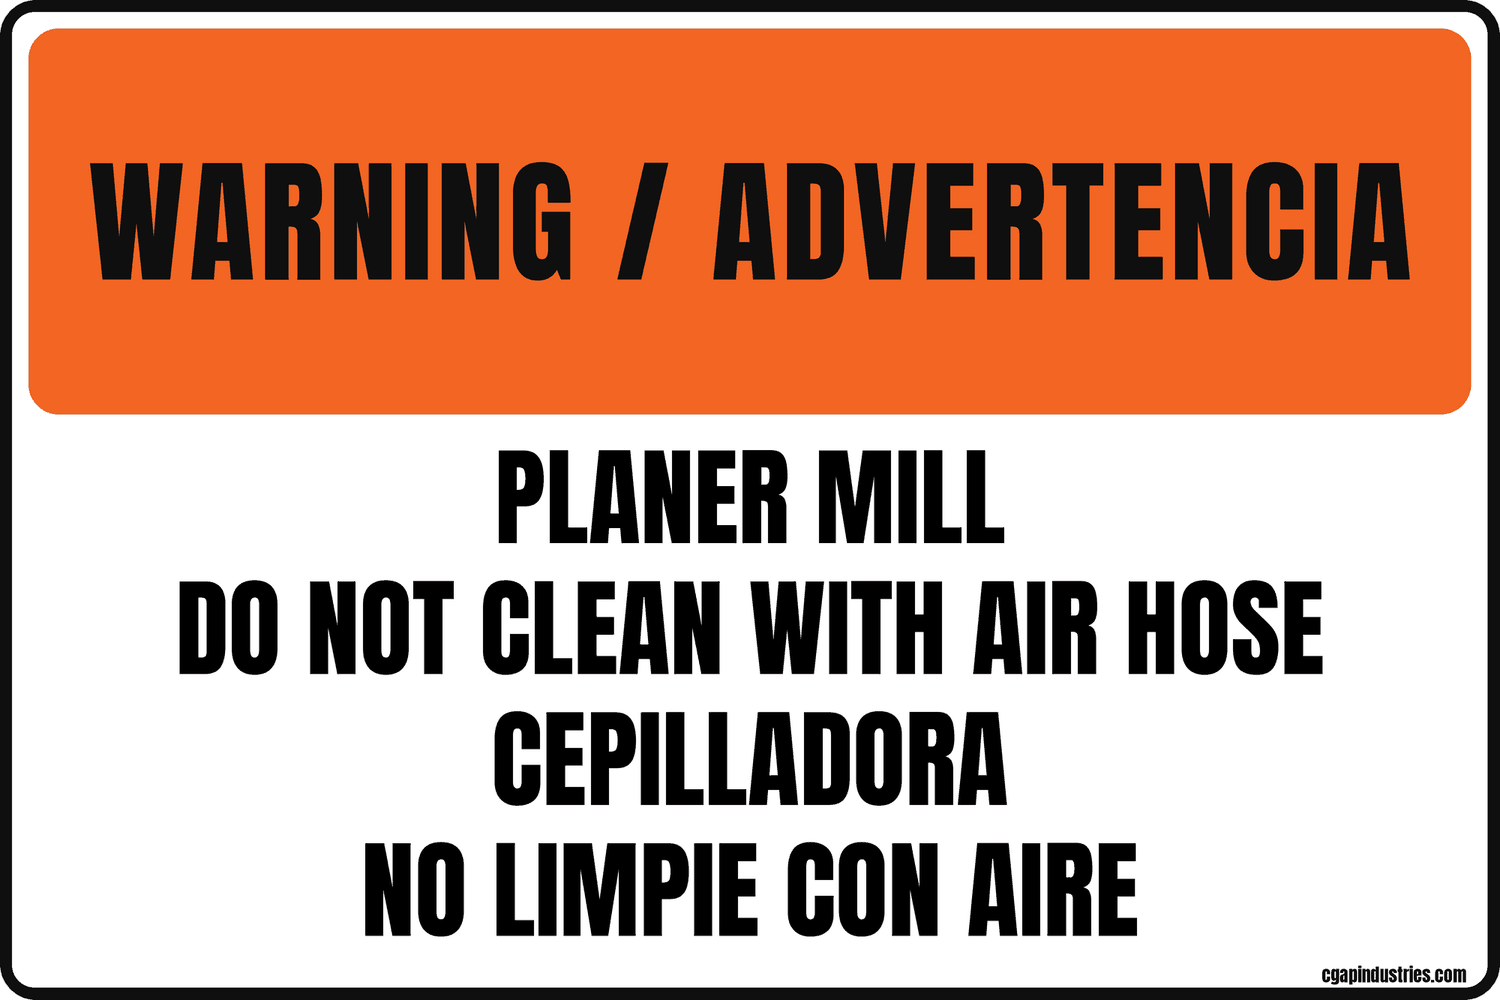 WARNING / ADVERTENCIA
PLANER MILL
DO NOT CLEAN WITH AIR HOSE
CEPILLADORA
NO LIMPIE CON AIRE
cgapindustries.com